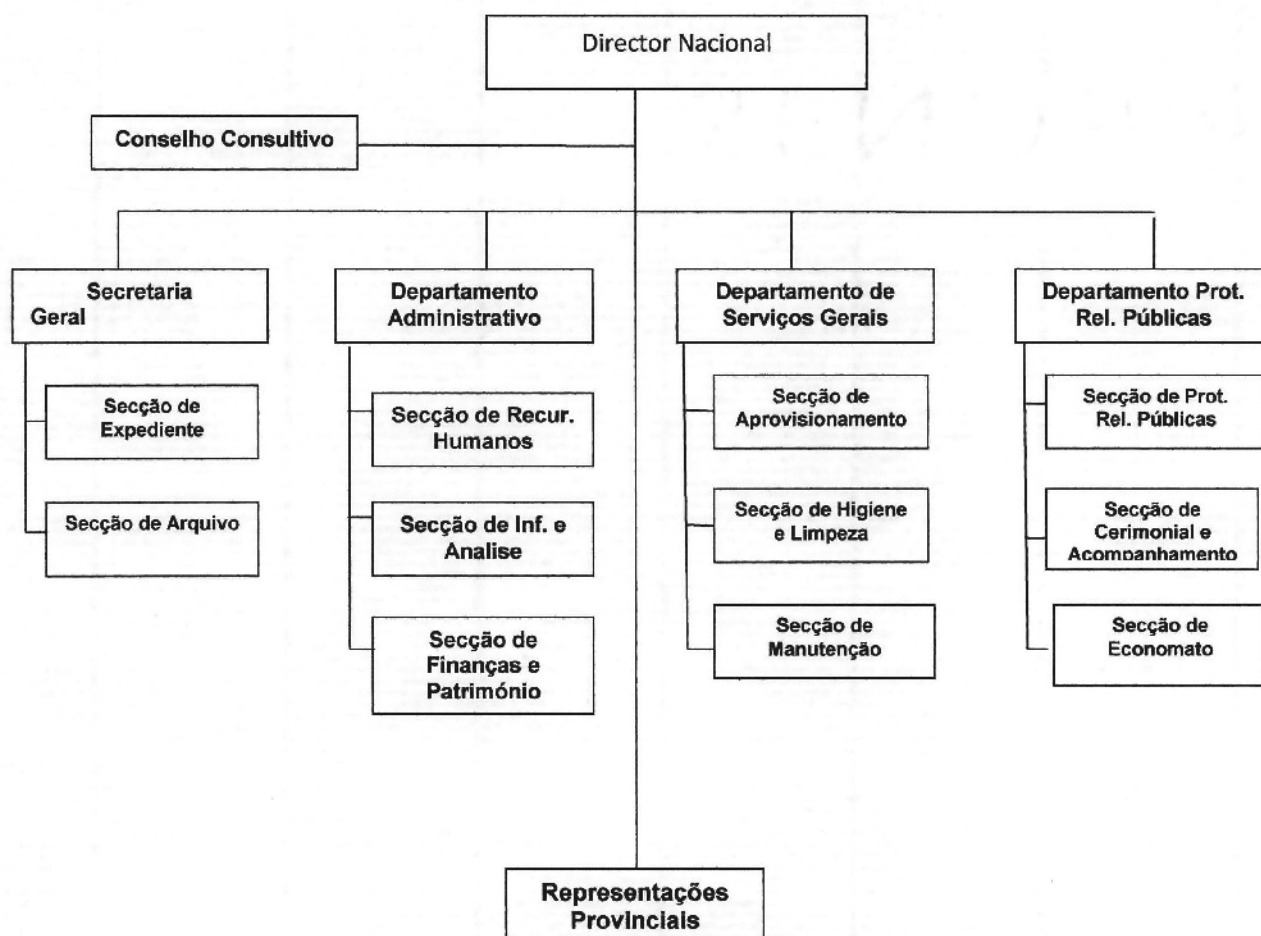 Director Nacional
Conselho Consultivo
Secretaria
Geral
Departamento
Administrativo
Departamento de
Serviços Gerais
Departamento Prot.
Rel. Públicas
Secção de
Expediente
Secção de Arquivo
Secção de Recur.
Humanos
Secção de Inf. e
Analise
Secção de
Finanças e
Património
Secção de
Aprovisionamento
Secção de Higiene
e Limpeza
Secção de
Manutenção
Secção de Prot.
Rel. Públicas
Secção de
Cerimonial e
Acompanhamento
Secção de
Economato
Representações
Provinciais